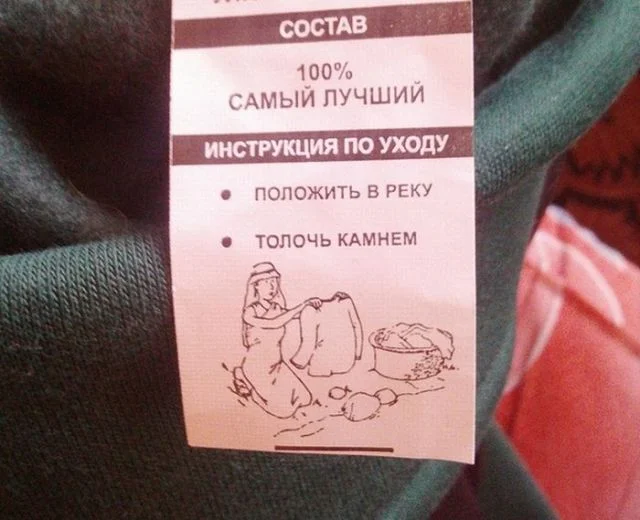 СОСТАВ
100%
САМЫЙ ЛУЧШИЙ
ИНСТРУКЦИЯ ПО УХОДУ
• ПОЛОЖИТЬ В РЕКУ
• ТОЛОЧЬ КАМНЕМ